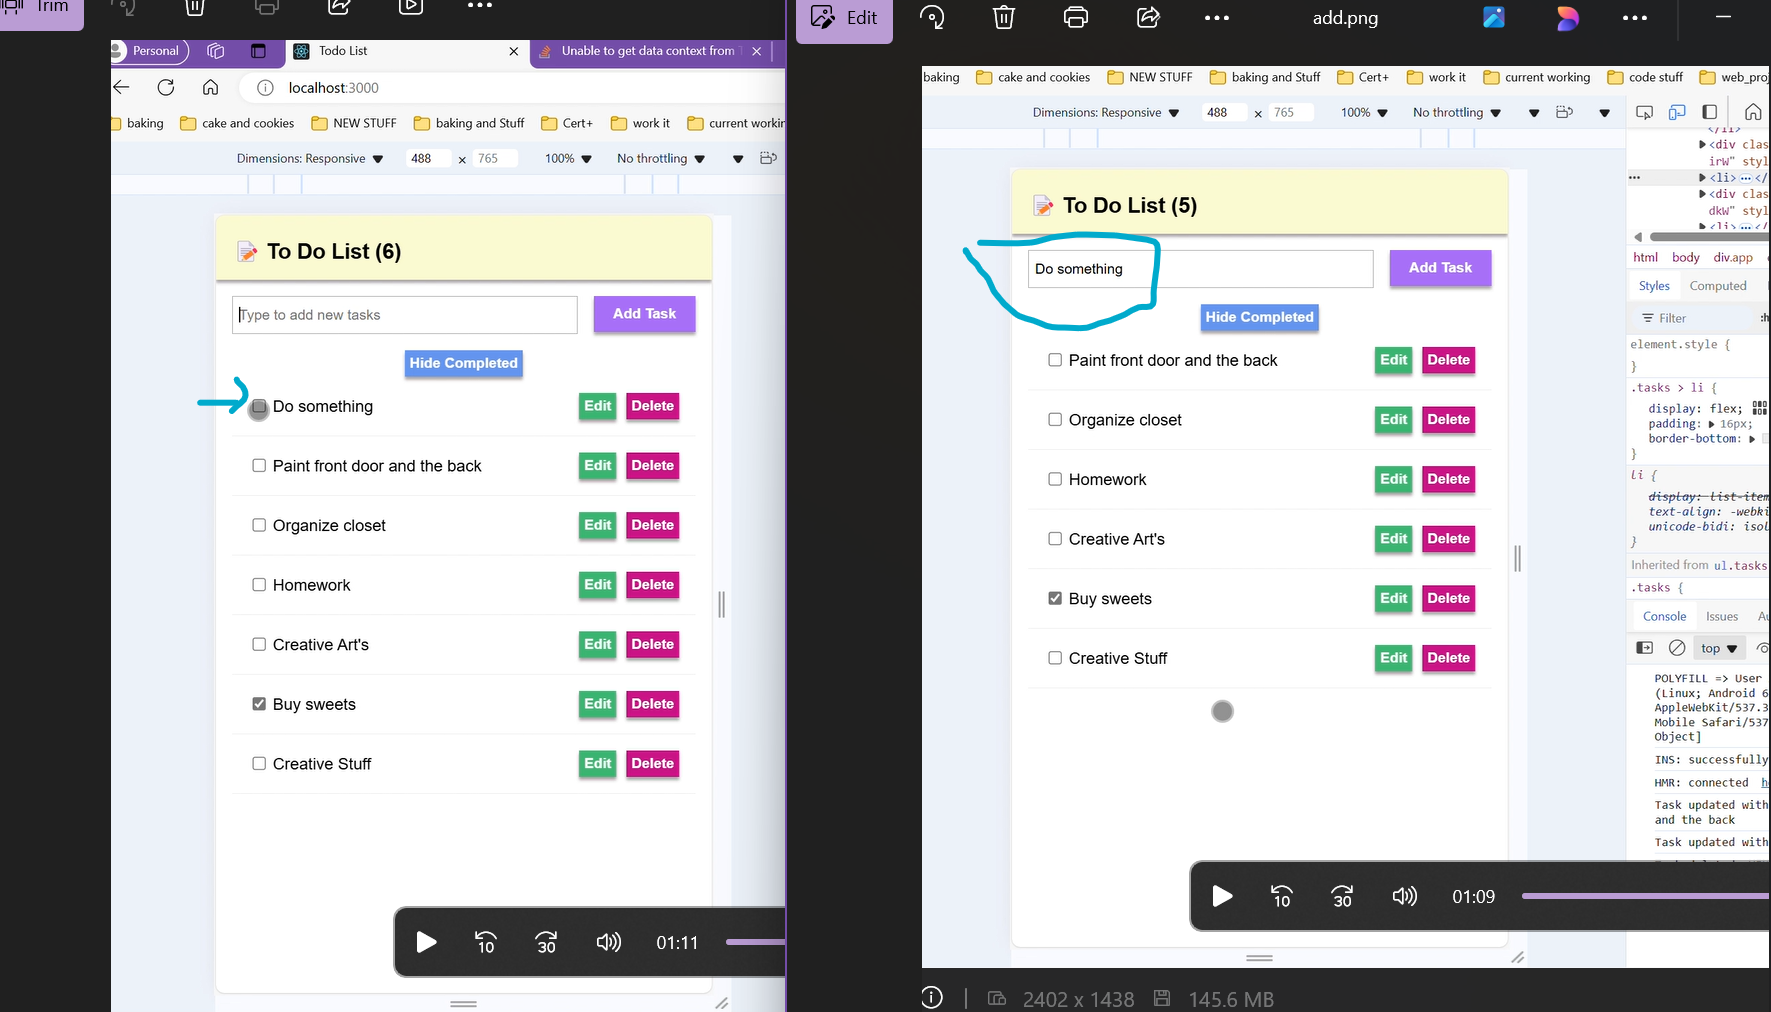 Trim
Personal
Todo List
Unable to get data context from
localhost:3000
baking
cake and cookies
NEW STUFF
baking and Stuff
Cert+
work it
current workin
Dimensions: Responsive
488
x
765
100%
No throttling
To Do List (6)
Type to add new tasks
Add Task
Hide Completed
Do something
Edit
Delete
Paint front door and the back
Edit
Delete
Organize closet
Edit
Delete
Homework
Edit
Delete
Creative Art's
Edit
Delete
Buy sweets
Edit
Delete
Creative Stuff
Edit
Delete
10
30
01:11
Edit
add.png
baking
cake and cookies
NEW STUFF
baking and Stuff
Cert+
work it
current working
code stuff
web_proj
Dimensions: Responsive
488
x
765
100%
No throttling
To Do List (5)
Do something
Add Task
Hide Completed
Paint front door and the back
Edit
Delete
Organize closet
Edit
Delete
Homework
Edit
Delete
Creative Art's
Edit
Delete
Buy sweets
Edit
Delete
Creative Stuff
Edit
Delete
10
30
01:09
2402 x 1438
145.6 MB
<div clas
irW" styl
<li>…</
<div clas
dkW" styl
html
body
div.app
Styles
Computed
Filter
:h
element.style {
}
.tasks > li {
display: flex;
padding: 16px;
border-bottom:
}
li {
display: list-item
text-align: -webki
unicode-bidi: isol
}
Inherited from ul.tasks
.tasks {
Console
Issues
Au
top
POLYFILL => User
(Linux; Android 6
AppleWebKit/537.3
Mobile Safari/537
Object]
INS: successfully
HMR: connected
Task updated with
and the back
Task updated with